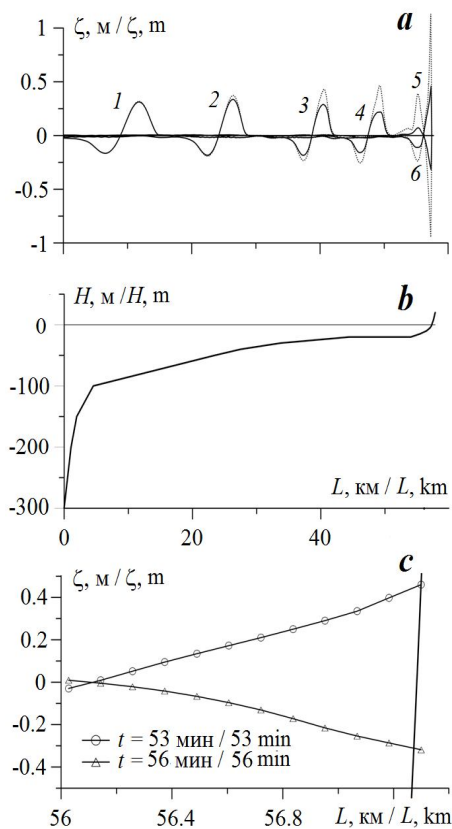 ζ, м / ζ, m
a
1
0.5
0
-0.5
-1
1 2 3 4 5
6
H, м /H, m
b
0
-100
-200
-300
L, км / L, km
0 20 40
ζ, м / ζ, m
c
0.4
0.2
0
-0.2
-0.4
t = 53 мин / 53 min
t = 56 мин / 56 min
56 56.4 56.8 L, км / L, km